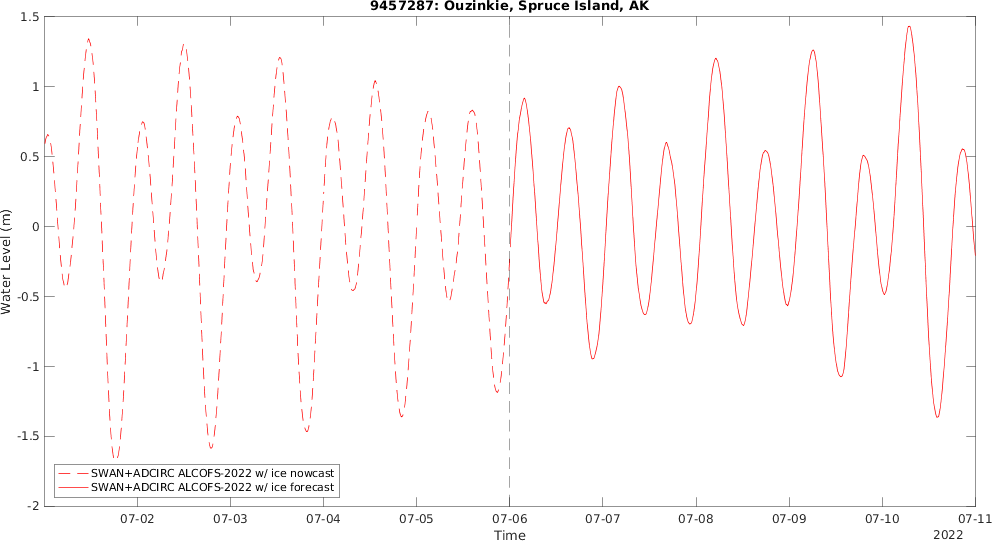 9457287: Ouzinkie, Spruce Island, AK
1.5
1
0.5
0
-0.5
-1
-1.5
-2
Water Level (m)
SWAN+ADCIRC ALCOFS-2022 w/ ice nowcast
SWAN+ADCIRC ALCOFS-2022 w/ ice forecast
07-02 07-03 07-04 07-05 07-06 07-07 07-08 07-09 07-10 07-11
Time
2022